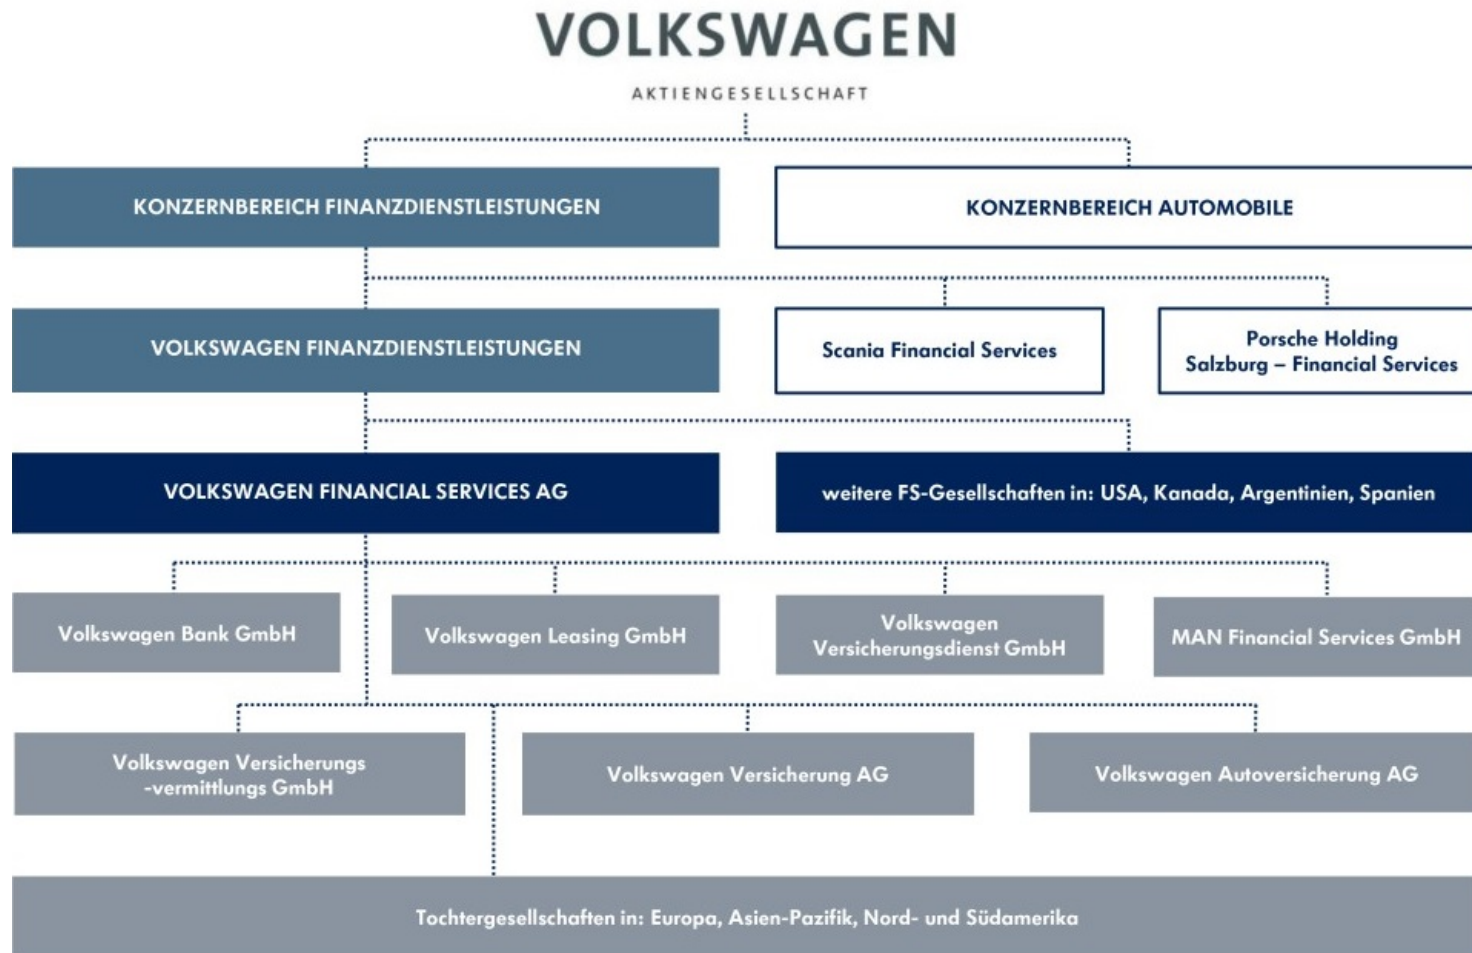 VOLKSWAGEN
AKTIENGESELLSCHAFT
KONZERNBEREICH FINANZDIENSTLEISTUNGEN
KONZERNBEREICH AUTOMOBILE
VOLKSWAGEN FINANZDIENSTLEISTUNGEN
Scania Financial Services
Porsche Holding
Salzburg – Financial Services
VOLKSWAGEN FINANCIAL SERVICES AG
weitere FS-Gesellschaften in: USA, Kanada, Argentinien, Spanien
Volkswagen Bank GmbH
Volkswagen Leasing GmbH
Volkswagen
Versicherungsdienst GmbH
MAN Financial Services GmbH
Volkswagen Versicherungs
-vermittlungs GmbH
Volkswagen Versicherung AG
Volkswagen Autoversicherung AG
Tochtergesellschaften in: Europa, Asien-Pazifik, Nord- und Südamerika